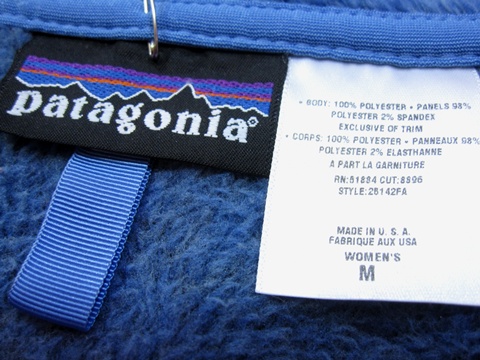 patagonia®
• BODY: 100% POLYESTER • PANELS 98%
POLYESTER 2% SPANDEX
EXCLUSIVE OF TRIM
• CORPS: 100% POLYESTER • PANNEAUX 98%
POLYESTER 2% ELASTHANNE
A PART LA GARNITURE
RN:51884 CUT:8896
STYLE:25142FA
MADE IN U. S. A.
FABRIQUE AUX USA
WOMEN'S
M